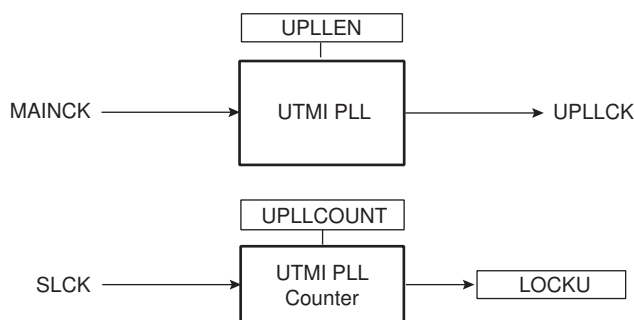 UPLLEN
MAINCK
UTMI PLL
UPLLCK
UPLLCOUNT
SLCK
UTMI PLL
Counter
LOCKU